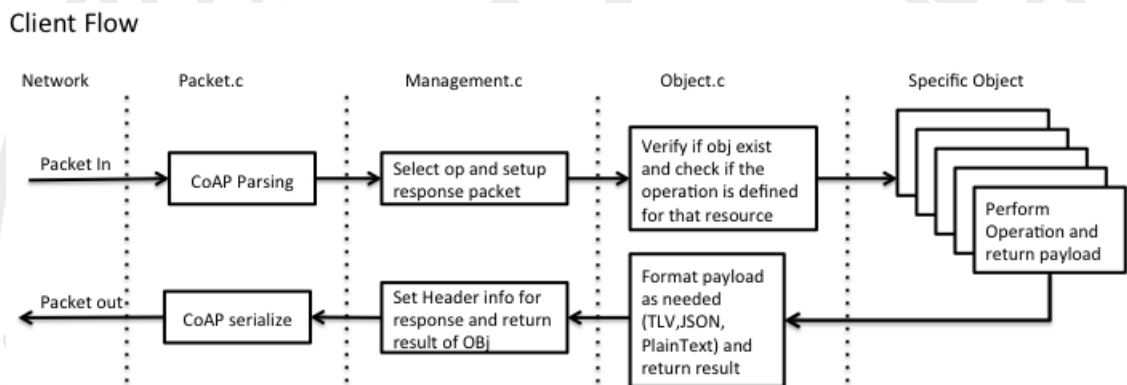 Client Flow
Network
Packet.c
Management.c
Object.c
Specific Object
Packet In
CoAP Parsing
Select op and setup
response packet
Verify if obj exist
and check if the
operation is defined
for that resource
Perform
Operation and
return payload
Packet out
CoAP serialize
Set Header info for
response and return
result of OBj
Format payload
as needed
(TLV,JSON,
PlainText) and
return result